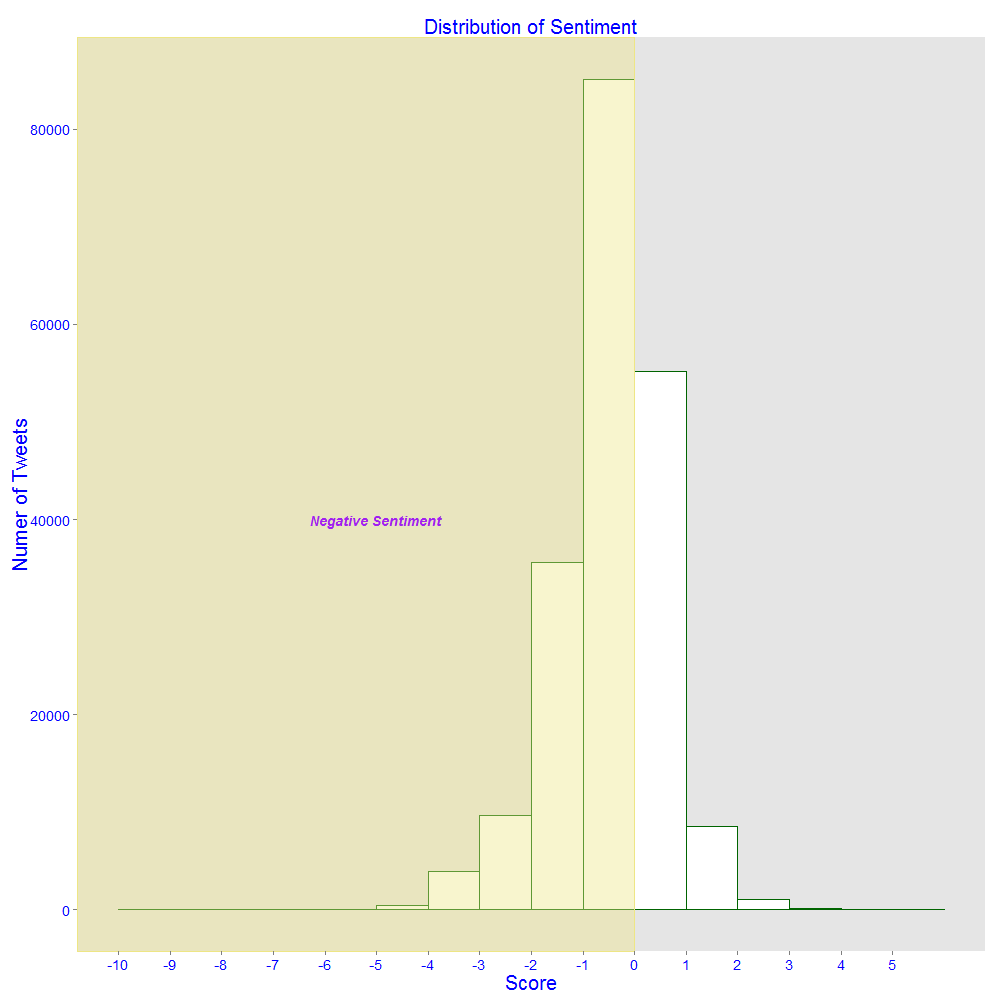 Distribution of Sentiment
Numer of Tweets
80000
60000
40000
20000
0
Negative Sentiment
-10 -9 -8 -7 -6 -5 -4 -3 -2 -1 0 1 2 3 4 5
Score